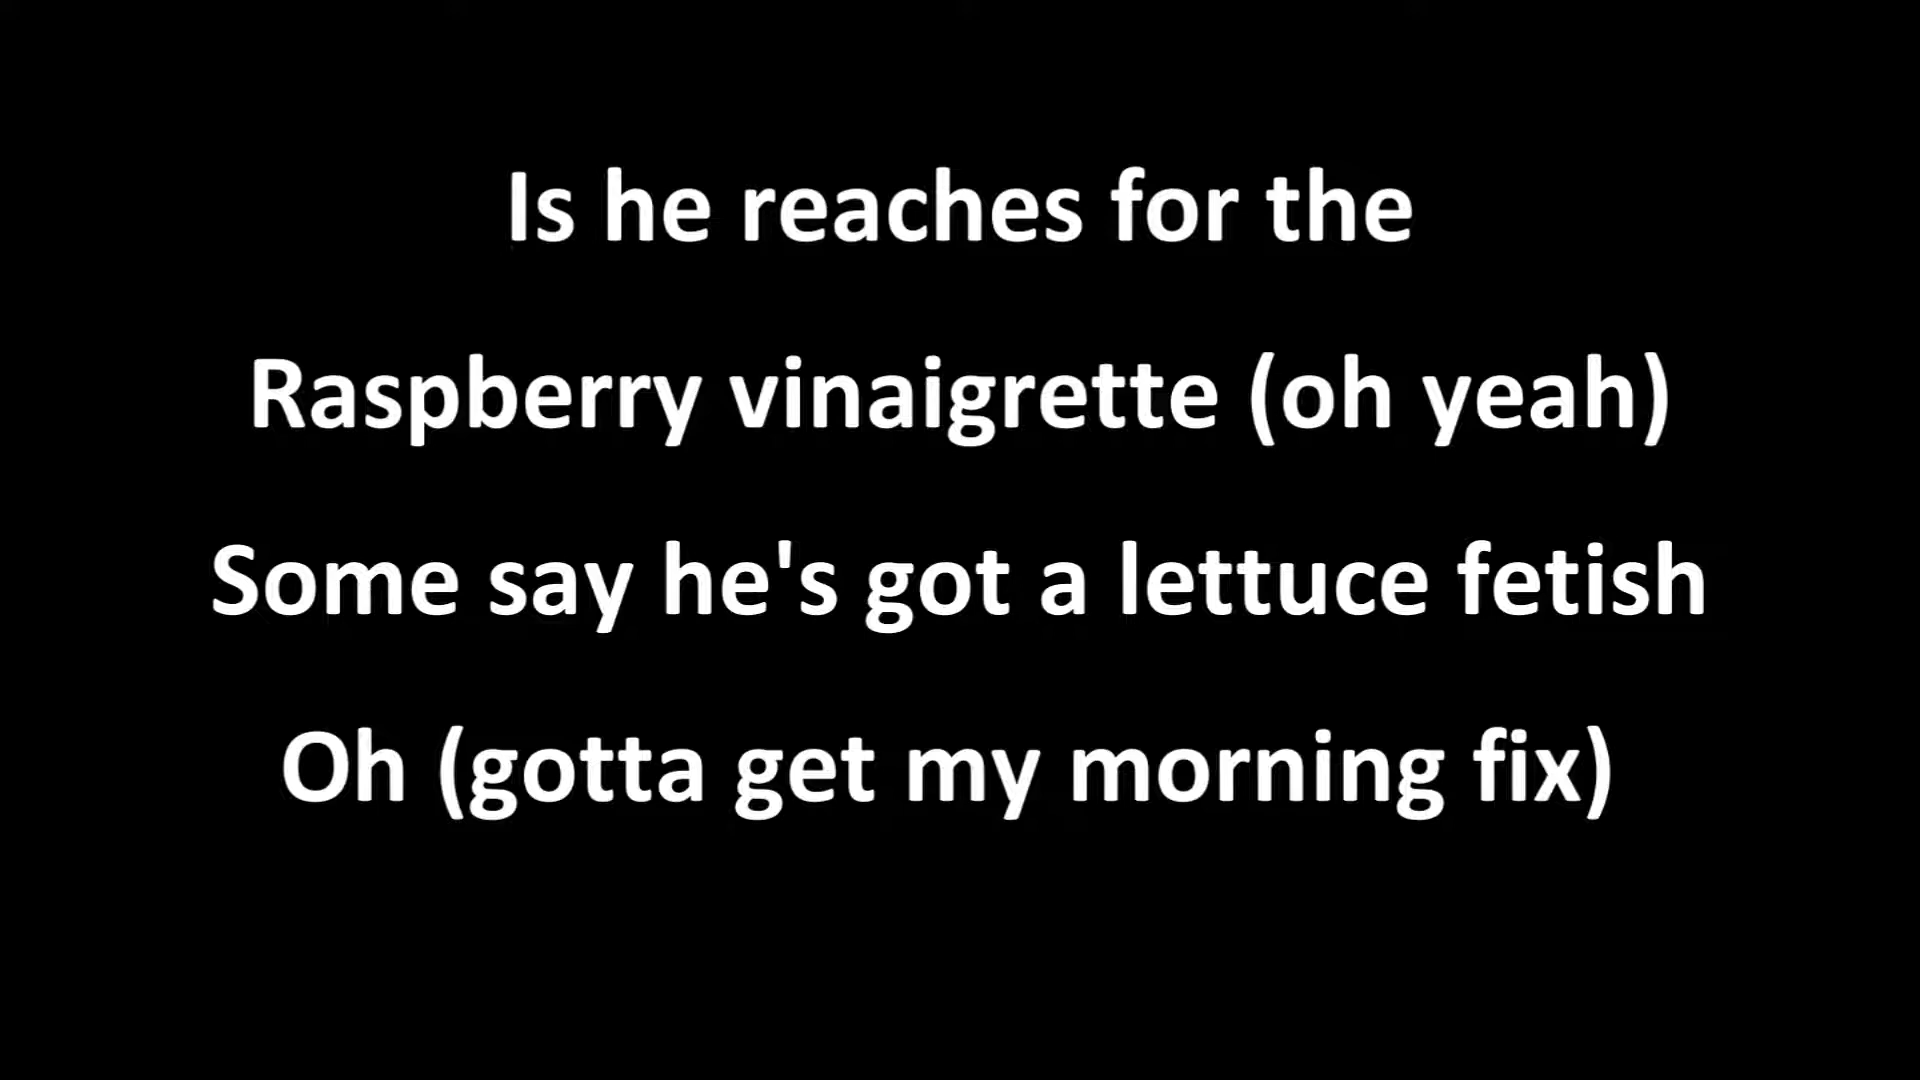 Is he reaches for the
Raspberry vinaigrette (oh yeah)
Some say he's got a lettuce fetish
Oh (gotta get my morning fix)